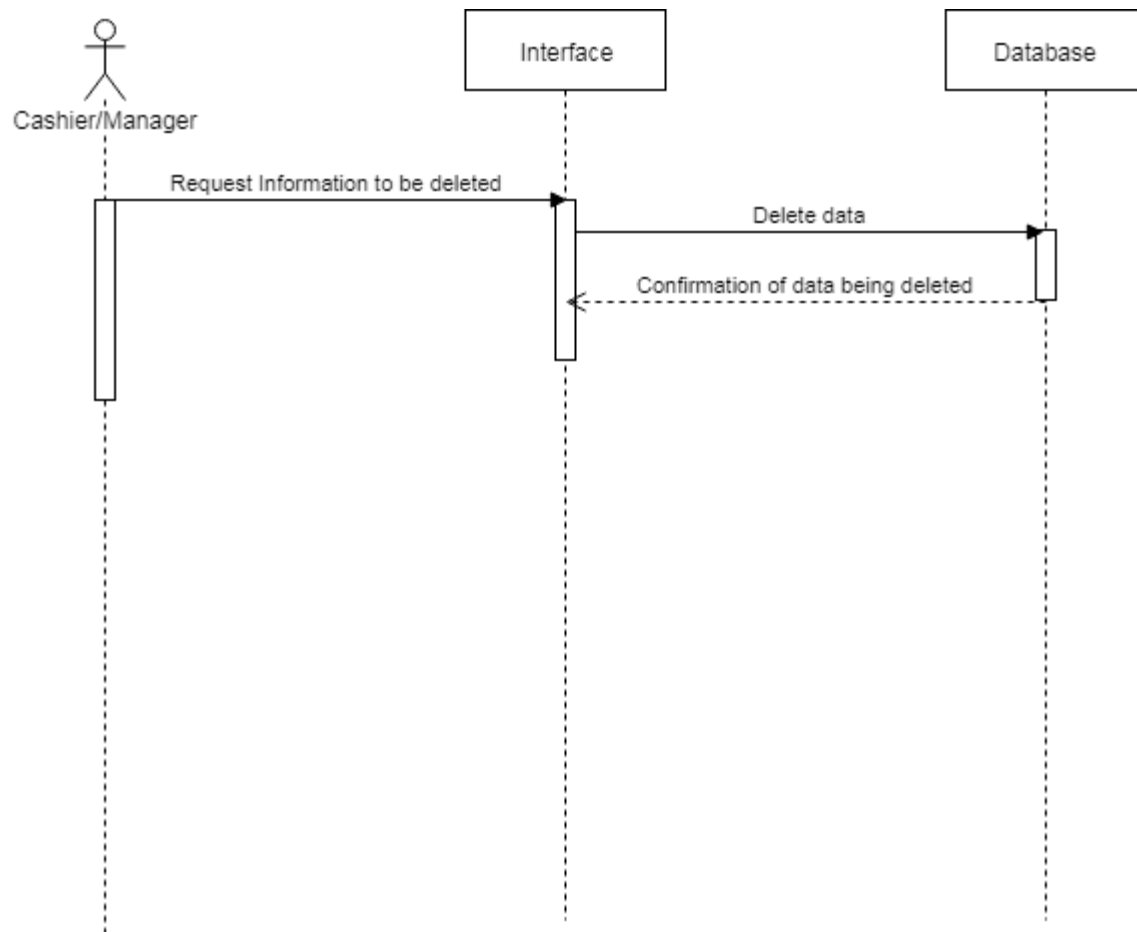 Interface
Database
Cashier/Manager
Request Information to be deleted
Delete data
Confirmation of data being deleted